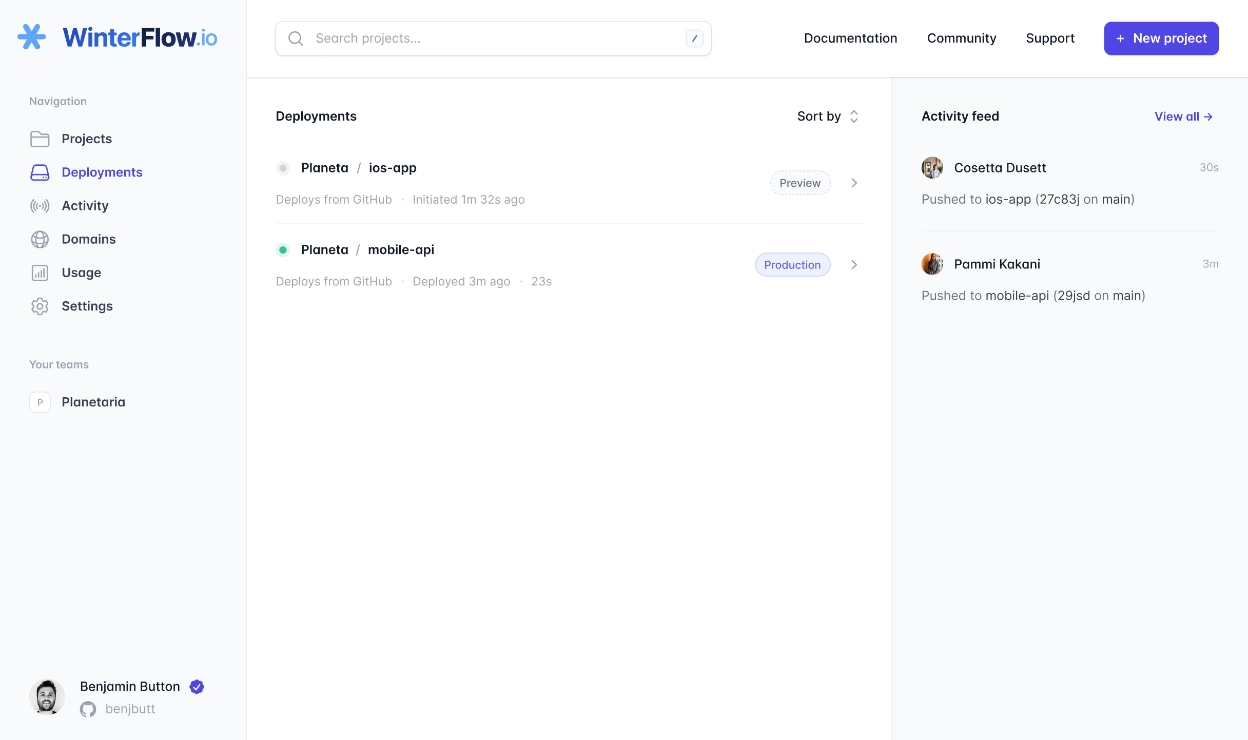 WinterFlow.io
Search projects...
/
Documentation
Community
Support
+ New project
Navigation
Projects
Deployments
Activity
Domains
Usage
Settings
Your teams
P
Planetaria
Benjamin Button
benjbutt
Deployments
Sort by
Planeta / ios-app
Deploys from GitHub · Initiated 1m 32s ago
Preview
Planeta / mobile-api
Deploys from GitHub · Deployed 3m ago · 23s
Production
Activity feed
View all →
Cosetta Dusett
30s
Pushed to ios-app (27c83j on main)
Pammi Kakani
3m
Pushed to mobile-api (29jsd on main)